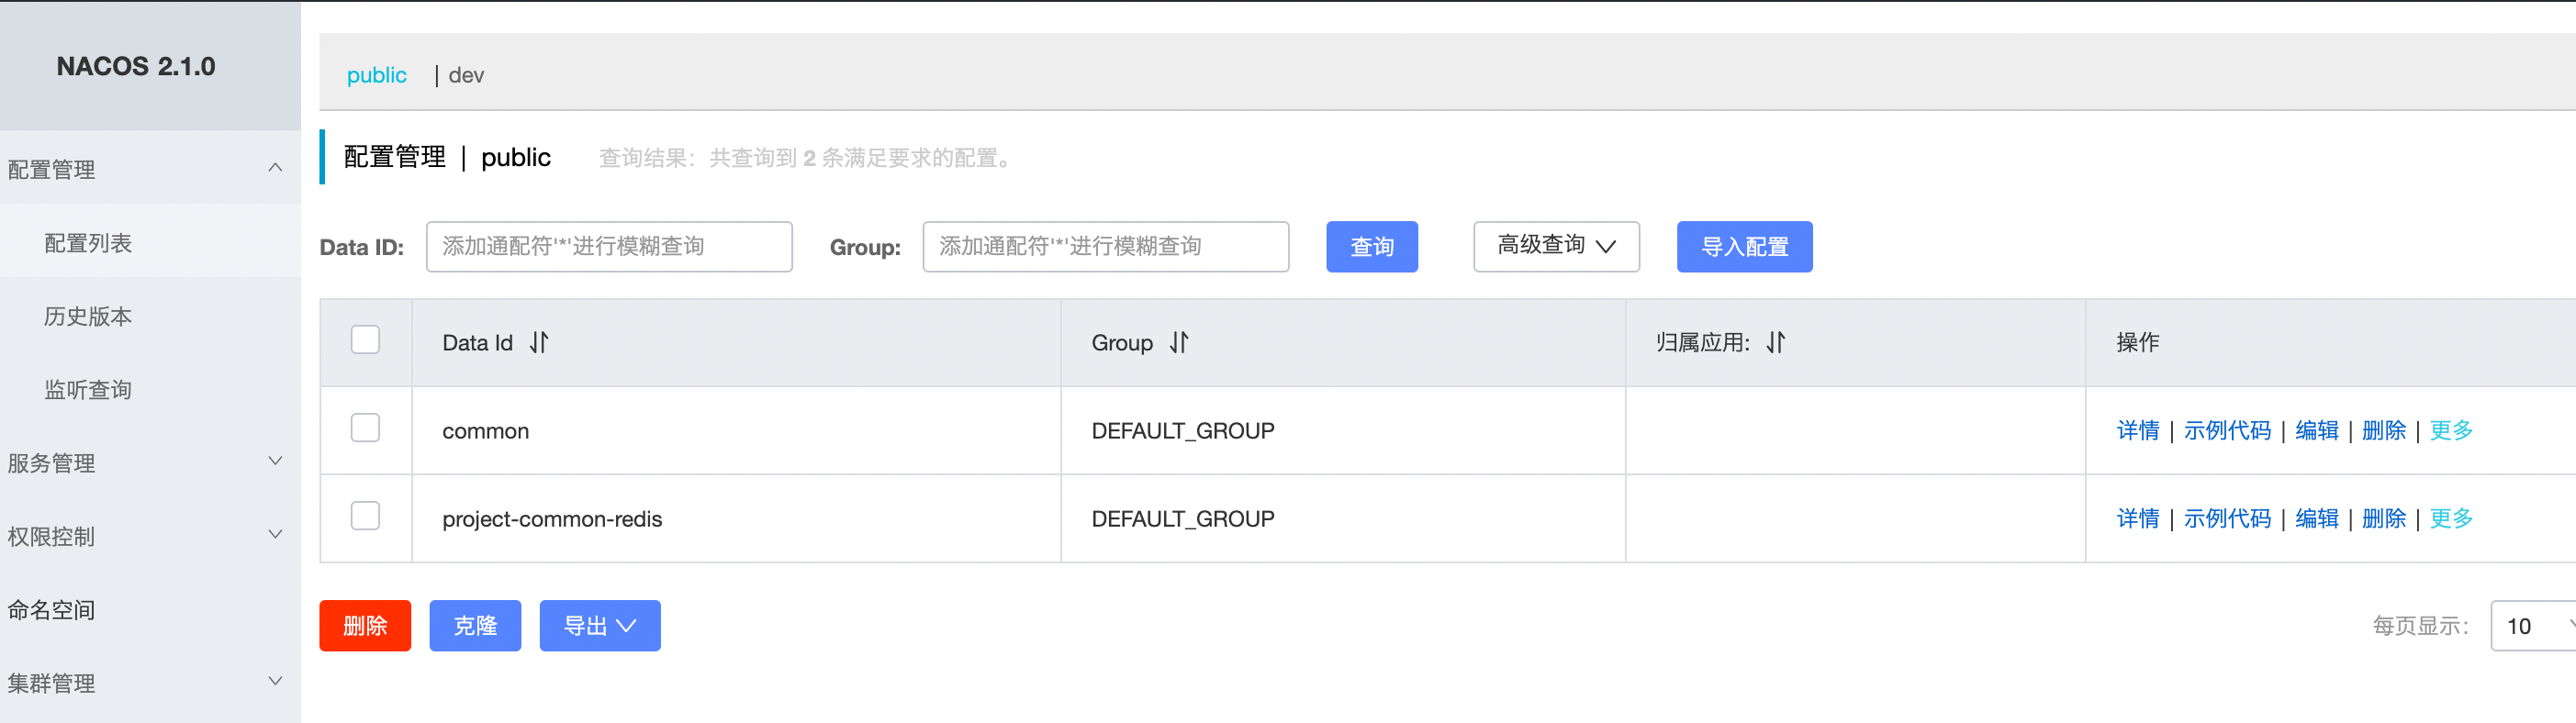 NACOS 2.1.0
public | dev
配置管理
配置管理 | public 查询结果：共查询到 2 条满足要求的配置。
配置列表
Data ID: 添加通配符'*'进行模糊查询 Group: 添加通配符'*'进行模糊查询 查询 高级查询 导入配置
历史版本
Data Id Group 归属应用: 操作
监听查询
common DEFAULT_GROUP 详情 | 示例代码 | 编辑 | 删除 | 更多
服务管理
project-common-redis DEFAULT_GROUP 详情 | 示例代码 | 编辑 | 删除 | 更多
权限控制
命名空间
删除 克隆 导出 每页显示: 10
集群管理